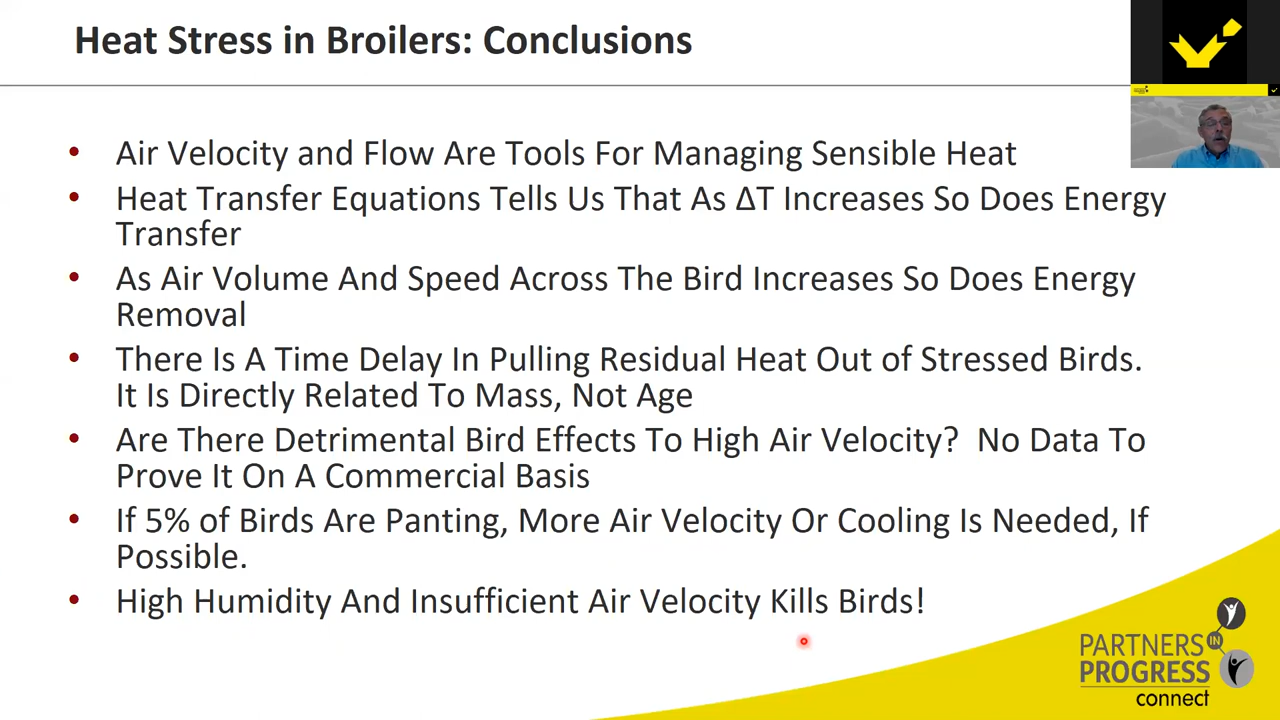 Heat Stress in Broilers: Conclusions
• Air Velocity and Flow Are Tools For Managing Sensible Heat
• Heat Transfer Equations Tells Us That As ΔT Increases So Does Energy
Transfer
• As Air Volume And Speed Across The Bird Increases So Does Energy
Removal
• There Is A Time Delay In Pulling Residual Heat Out of Stressed Birds.
It Is Directly Related To Mass, Not Age
• Are There Detrimental Bird Effects To High Air Velocity?  No Data To
Prove It On A Commercial Basis
• If 5% of Birds Are Panting, More Air Velocity Or Cooling Is Needed, If
Possible.
• High Humidity And Insufficient Air Velocity Kills Birds!
PARTNERS IN
PROGRESS
connect